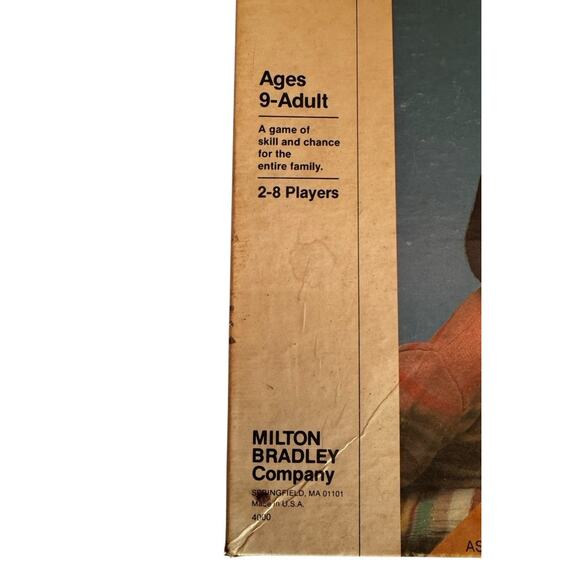 Ages
9-Adult
A game of
skill and chance
for the
entire family.
2-8 Players
MILTON
BRADLEY
Company
SPRINGFIELD, MA 01101
Made in U.S.A.
4000
AS